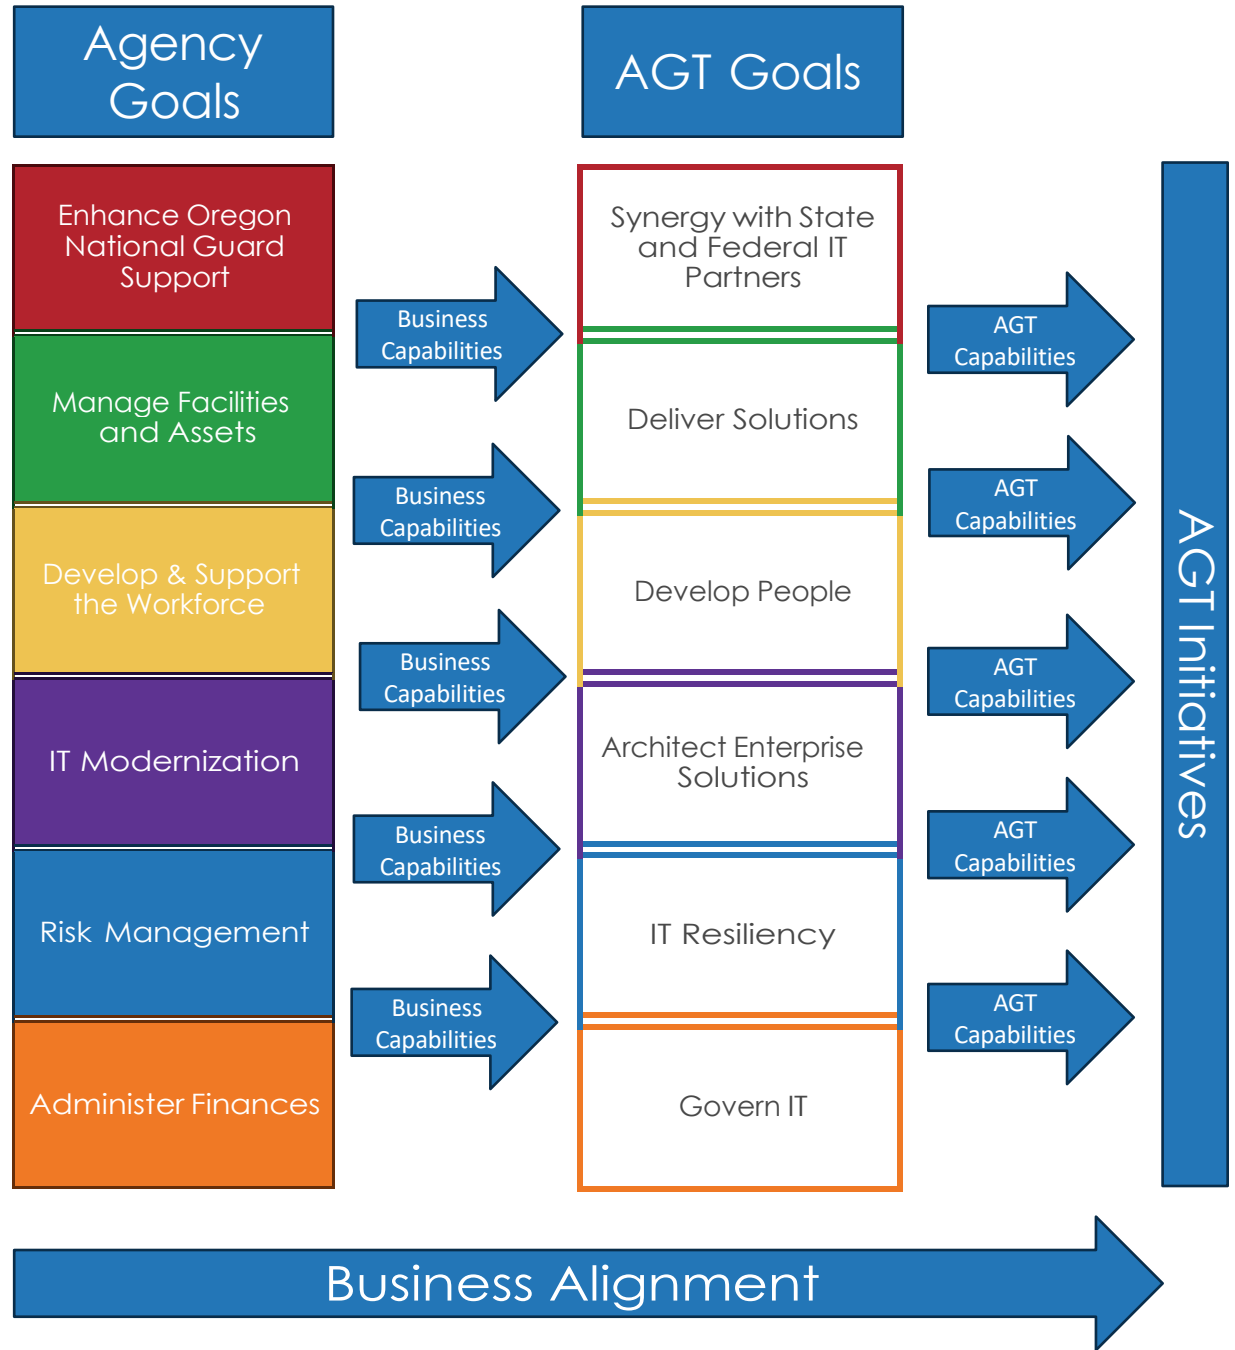 Agency
Goals
AGT Goals
Enhance Oregon
National Guard
Support
Manage Facilities
and Assets
Develop & Support
the Workforce
IT Modernization
Risk Management
Administer Finances
Business
Capabilities
Business
Capabilities
Business
Capabilities
Business
Capabilities
Business
Capabilities
Synergy with State
and Federal IT
Partners
Deliver Solutions
Develop People
Architect Enterprise
Solutions
IT Resiliency
Govern IT
AGT
Capabilities
AGT
Capabilities
AGT
Capabilities
AGT
Capabilities
AGT
Capabilities
AGT Initiatives
Business Alignment